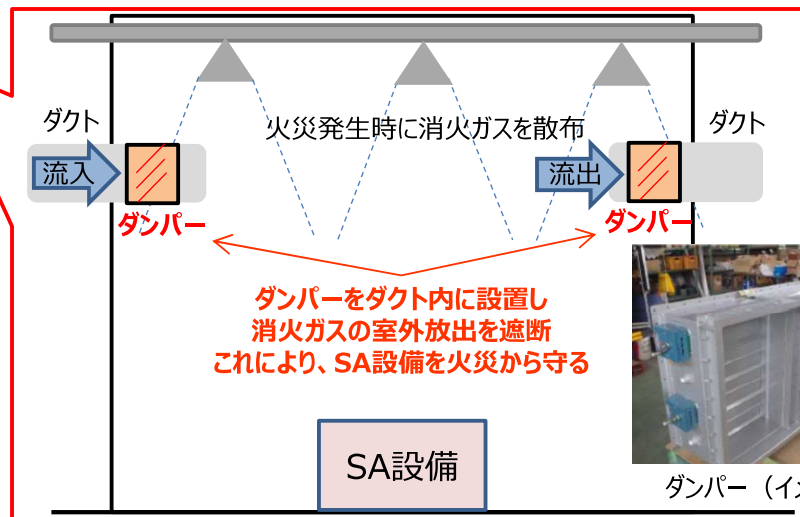 ダクト
火災発生時に消火ガスを散布
ダクト
流入
流出
ダンパー
ダンパー
ダンパーをダクト内に設置し
消火ガスの室外放出を遮断
これにより、SA設備を火災から守る
SA設備
ダンパー（イメ